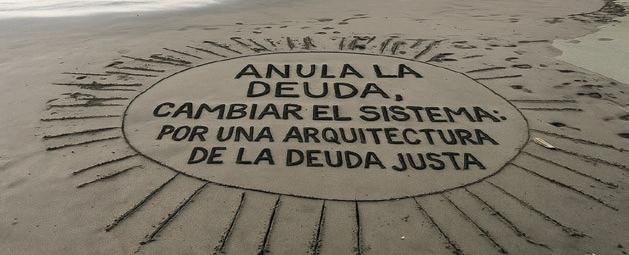 ANULA LA
DEUDA,
CAMBIAR EL SISTEMA:
POR UNA ARQUITECTURA
DE LA DEUDA JUSTA